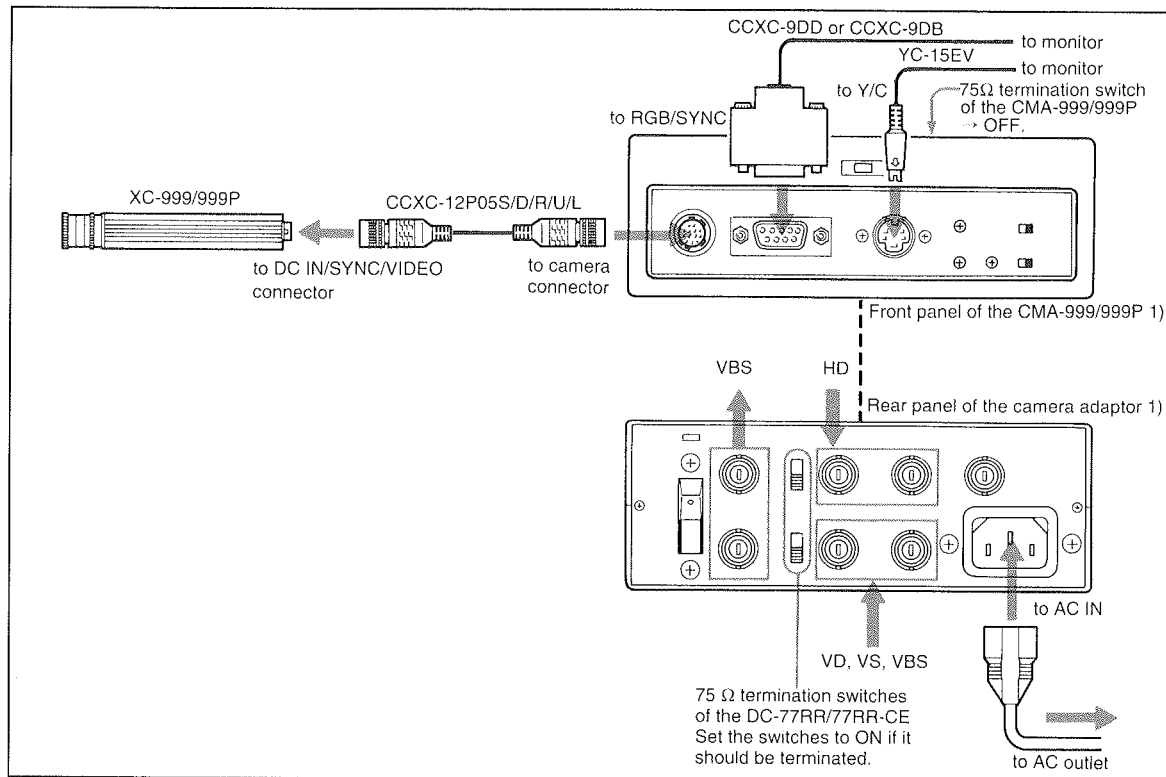 CCXC-9DD or CCXC-9DB
to monitor
YC-15EV
to monitor
to Y/C
75Ω termination switch
of the CMA-999/999P
→ OFF.
to RGB/SYNC
XC-999/999P
CCXC-12P05S/D/R/U/L
to DC IN/SYNC/VIDEO
connector
to camera
connector
Front panel of the CMA-999/999P 1)
VBS
HD
Rear panel of the camera adaptor 1)
to AC IN
VD, VS, VBS
75 Ω termination switches
of the DC-77RR/77RR-CE
Set the switches to ON if it
should be terminated.
to AC outlet